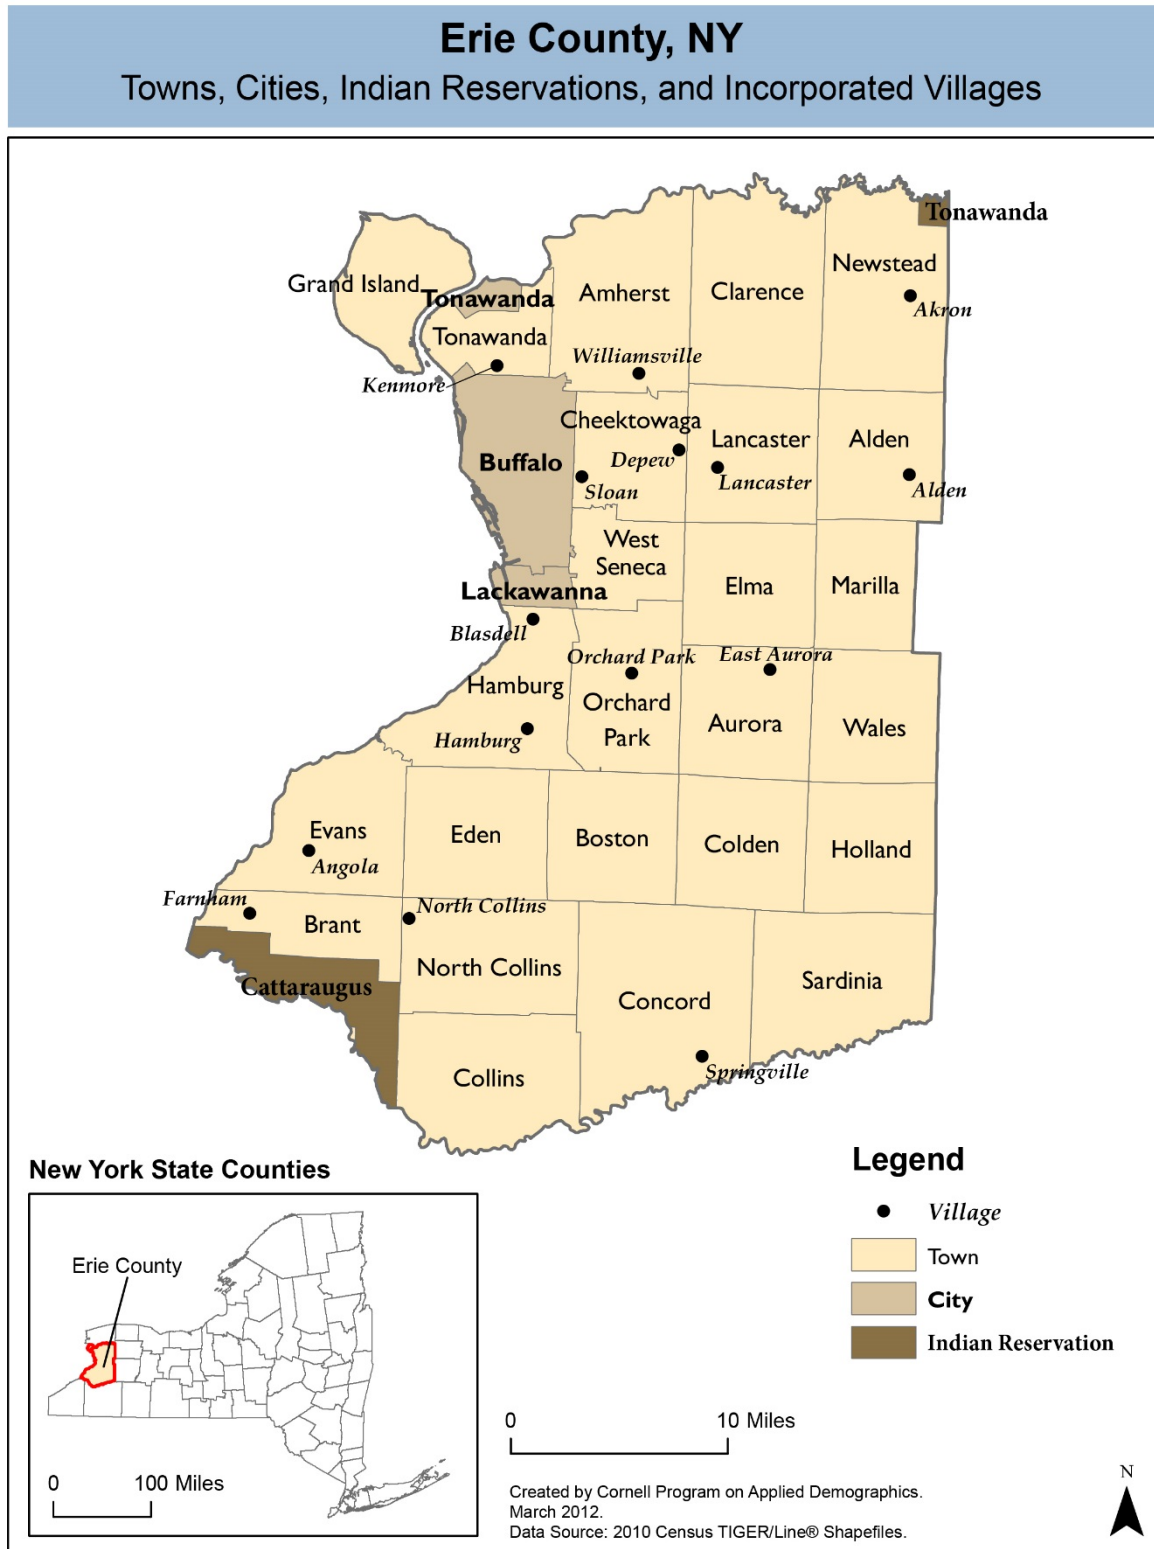 Erie County, NY
Towns, Cities, Indian Reservations, and Incorporated Villages
Tonawanda
Newstead
Grand Island
Tonawanda
Amherst
Clarence
Akron
Tonawanda
Williamsville
Kenmore
Cheektowaga
Lancaster
Alden
Buffalo
Depew
Sloan
Lancaster
Alden
West
Seneca
Elma
Marilla
Lackawanna
Blasdell
Orchard Park
East Aurora
Hamburg
Orchard
Park
Aurora
Wales
Hamburg
Evans
Eden
Boston
Colden
Holland
Angola
Farnham
North Collins
Brant
North Collins
Cattaraugus
Concord
Sardinia
Collins
Springville
New York State Counties
Erie County
0 100 Miles
Legend
Village
Town
City
Indian Reservation
0 10 Miles
Created by Cornell Program on Applied Demographics.
March 2012.
Data Source: 2010 Census TIGER/Line® Shapefiles.
N